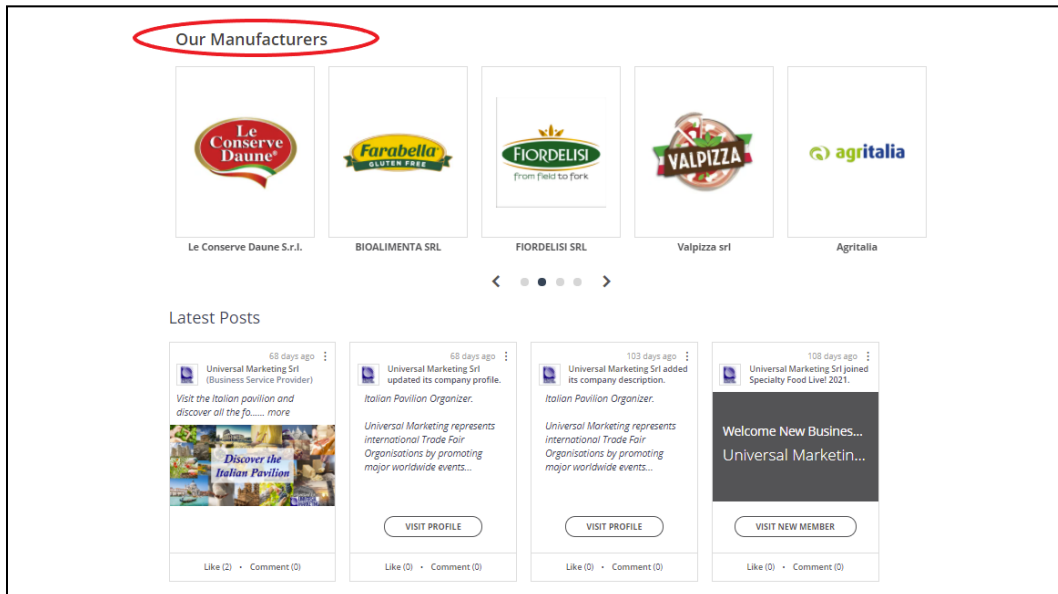 Our Manufacturers
Le
Conserve
Daune®
Farabella
GLUTEN FREE
FIORDELISI
from field to fork
VALPIZZA
agritalia
Le Conserve Daune S.r.l.
BIOALIMENTA SRL
FIORDELISI SRL
Valpizza srl
Agritalia
Latest Posts
68 days ago
Universal Marketing Srl
(Business Service Provider)
Visit the Italian pavilion and
discover all the fa...... more
Discover the
Italian Pavilion
Like (2) • Comment (0)
68 days ago
Universal Marketing Srl
updated its company profile.
Italian Pavilion Organizer.
Universal Marketing represents
international Trade Fair
Organisations by promoting
major worldwide events...
VISIT PROFILE
Like (0) • Comment (0)
103 days ago
Universal Marketing Srl added
its company description.
Italian Pavilion Organizer.
Universal Marketing represents
international Trade Fair
Organisations by promoting
major worldwide events...
VISIT PROFILE
Like (0) • Comment (0)
108 days ago
Universal Marketing Srl joined
Specialty Food Live! 2021.
Welcome New Busines...
Universal Marketin...
VISIT NEW MEMBER
Like (0) • Comment (0)